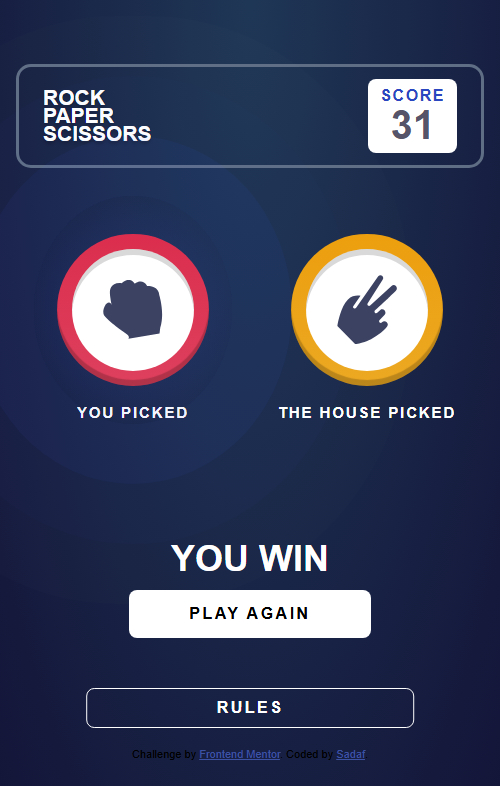 ROCK
PAPER
SCISSORS
SCORE
31
YOU PICKED
THE HOUSE PICKED
YOU WIN
PLAY AGAIN
RULES
Challenge by Frontend Mentor. Coded by Sadaf.